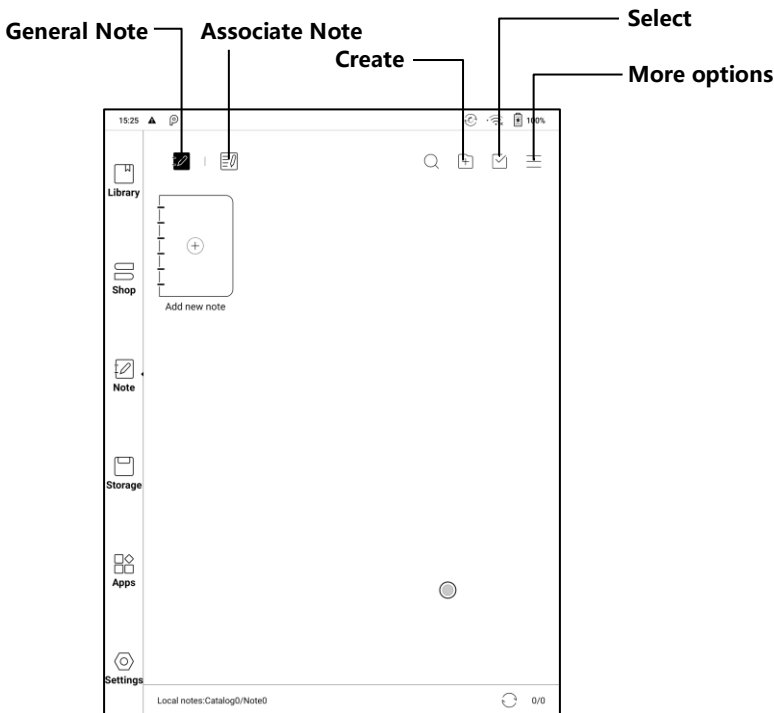 Select
General Note
Associate Note
Create
More options
15:25
100%
Library
Shop
Add new note
Note
Storage
Apps
Settings
Local notes:Catalog0/Note0
0/0